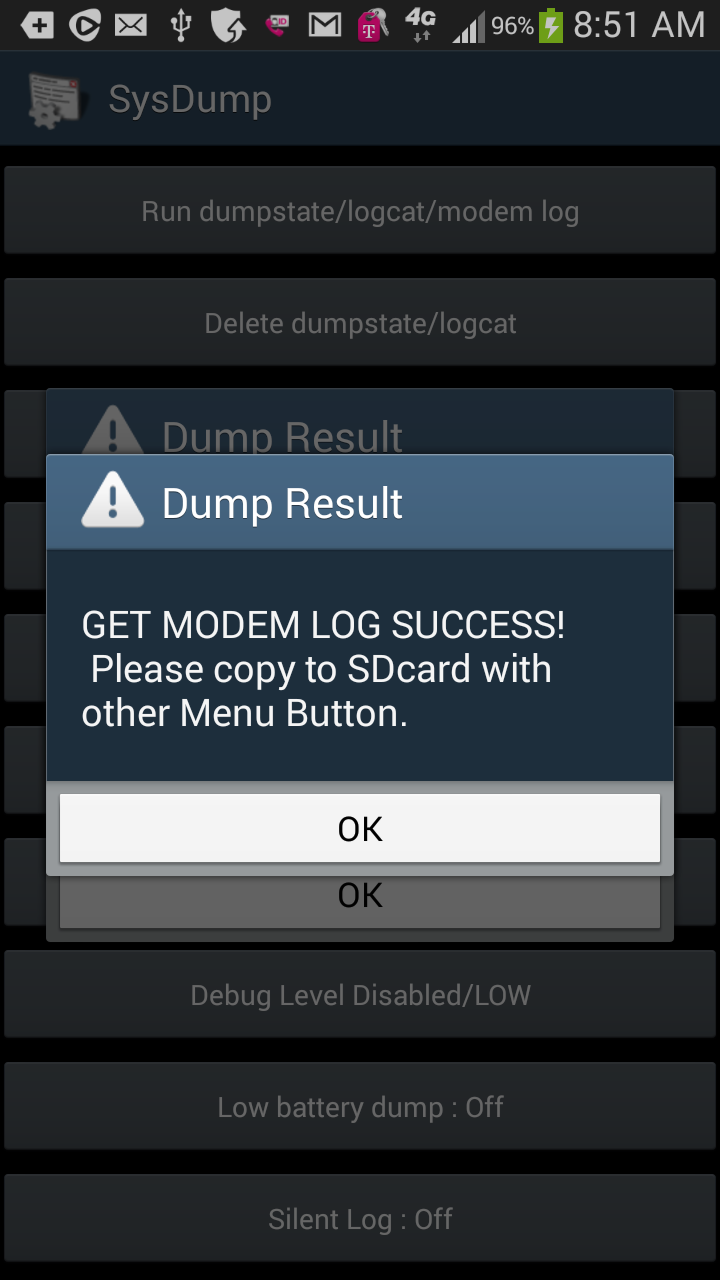 4G 96% 8:51 AM
SysDump
Run dumpstate/logcat/modem log
Delete dumpstate/logcat
Dump Result
Dump Result
GET MODEM LOG SUCCESS!
Please copy to SDcard with
other Menu Button.
OK
OK
Debug Level Disabled/LOW
Low battery dump : Off
Silent Log : Off